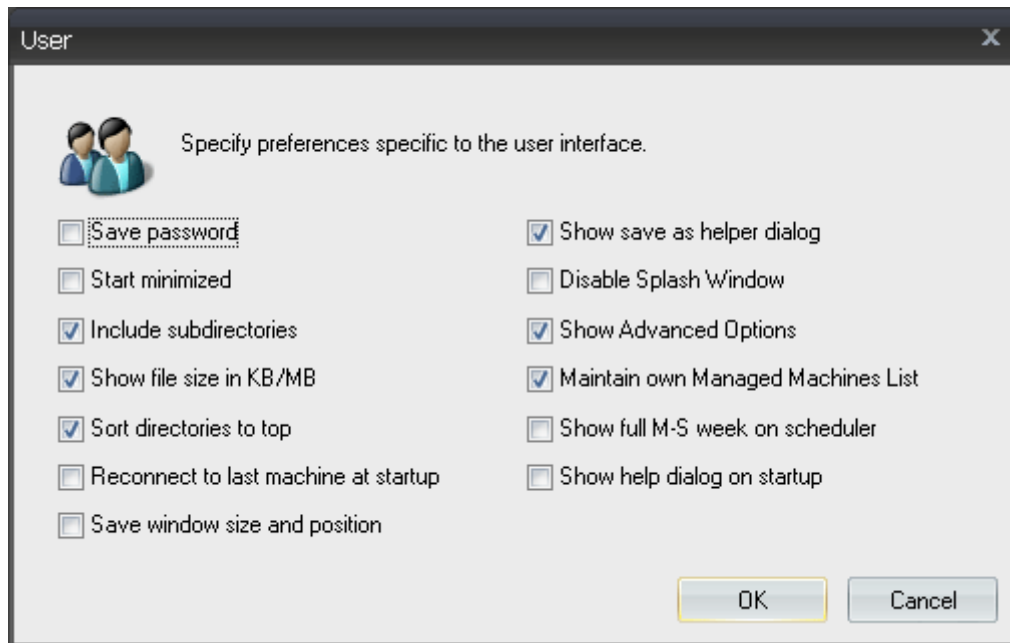 User
Specify preferences specific to the user interface.
Save password
Start minimized
Include subdirectories
Show file size in KB/MB
Sort directories to top
Reconnect to last machine at startup
Save window size and position
Show save as helper dialog
Disable Splash Window
Show Advanced Options
Maintain own Managed Machines List
Show full M-S week on scheduler
Show help dialog on startup
OK
Cancel